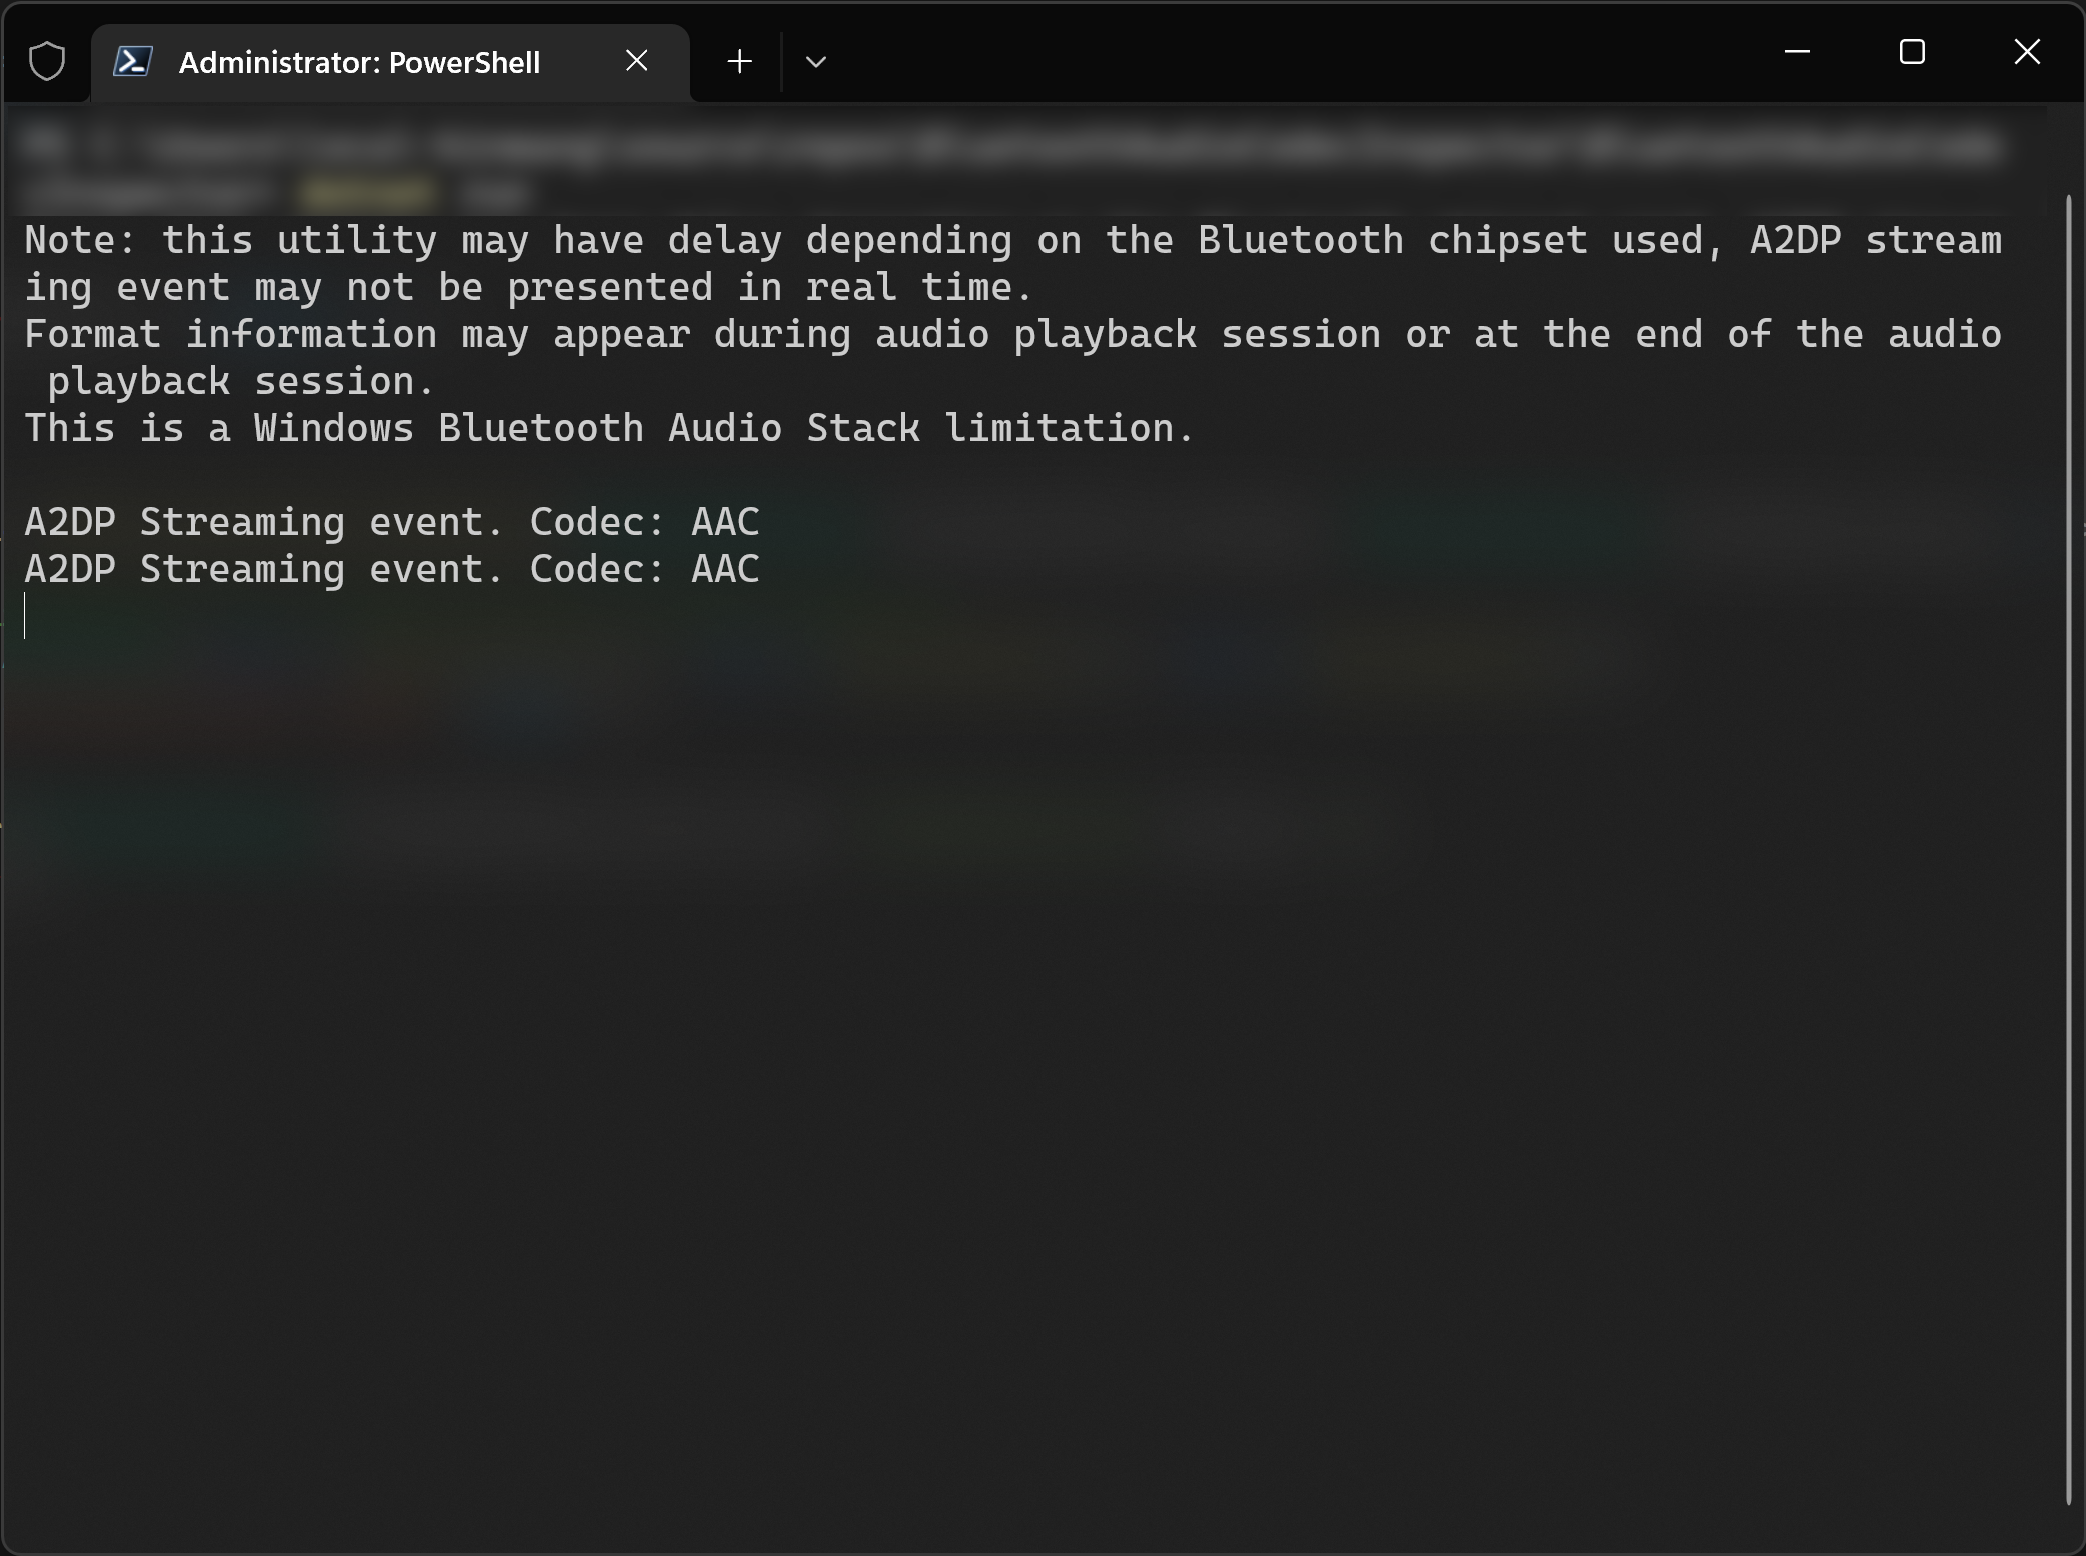 Administrator: PowerShell
Note: this utility may have delay depending on the Bluetooth chipset used, A2DP stream
ing event may not be presented in real time.
Format information may appear during audio playback session or at the end of the audio
 playback session.
This is a Windows Bluetooth Audio Stack limitation.
A2DP Streaming event. Codec: AAC
A2DP Streaming event. Codec: AAC